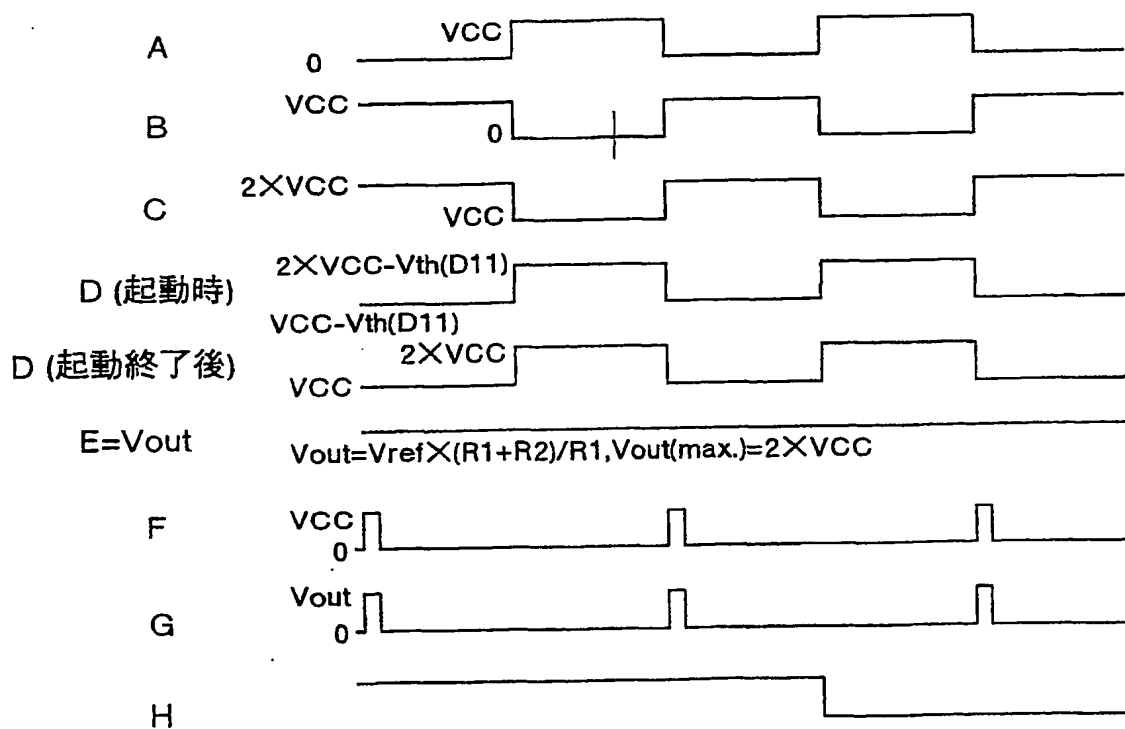 A
VCC
0
B
VCC
0
C
2×VCC
VCC
D (起動時)
2×VCC-Vth(D11)
VCC-Vth(D11)
D (起動終了後)
2×VCC
VCC
E=Vout
Vout=Vref×(R1+R2)/R1,Vout(max.)=2×VCC
F
VCC
0
G
Vout
0
H